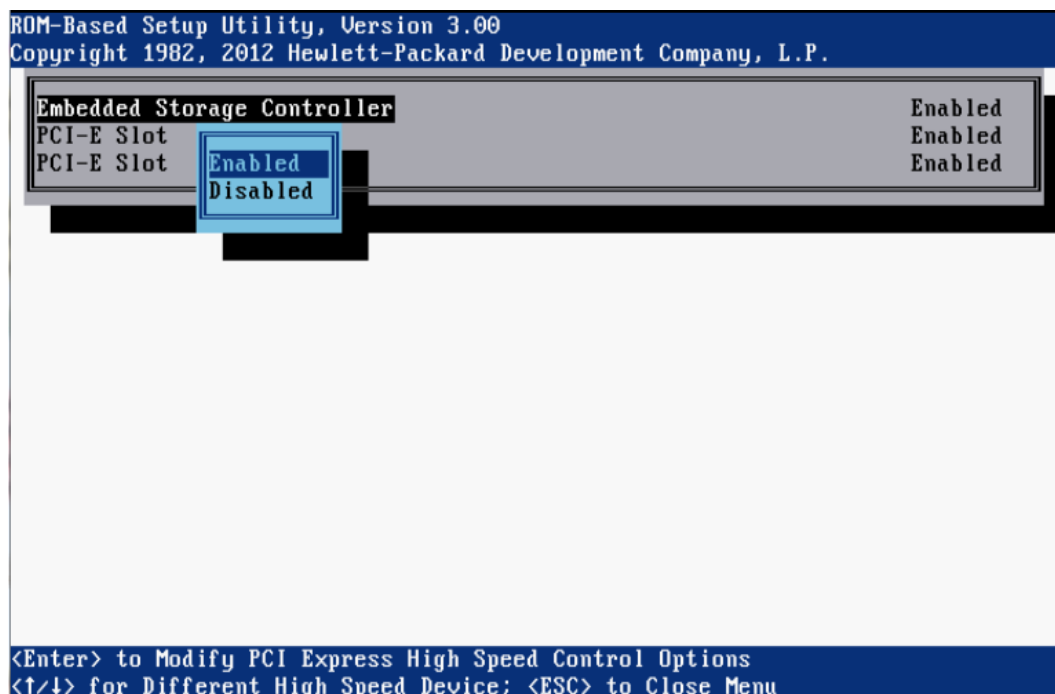 ROM-Based Setup Utility, Version 3.00
Copyright 1982, 2012 Hewlett-Packard Development Company, L.P.
Embedded Storage Controller Enabled
PCI-E Slot Enabled
PCI-E Slot Enabled
Enabled
Disabled
<Enter> to Modify PCI Express High Speed Control Options
<↑/↓> for Different High Speed Device; <ESC> to Close Menu